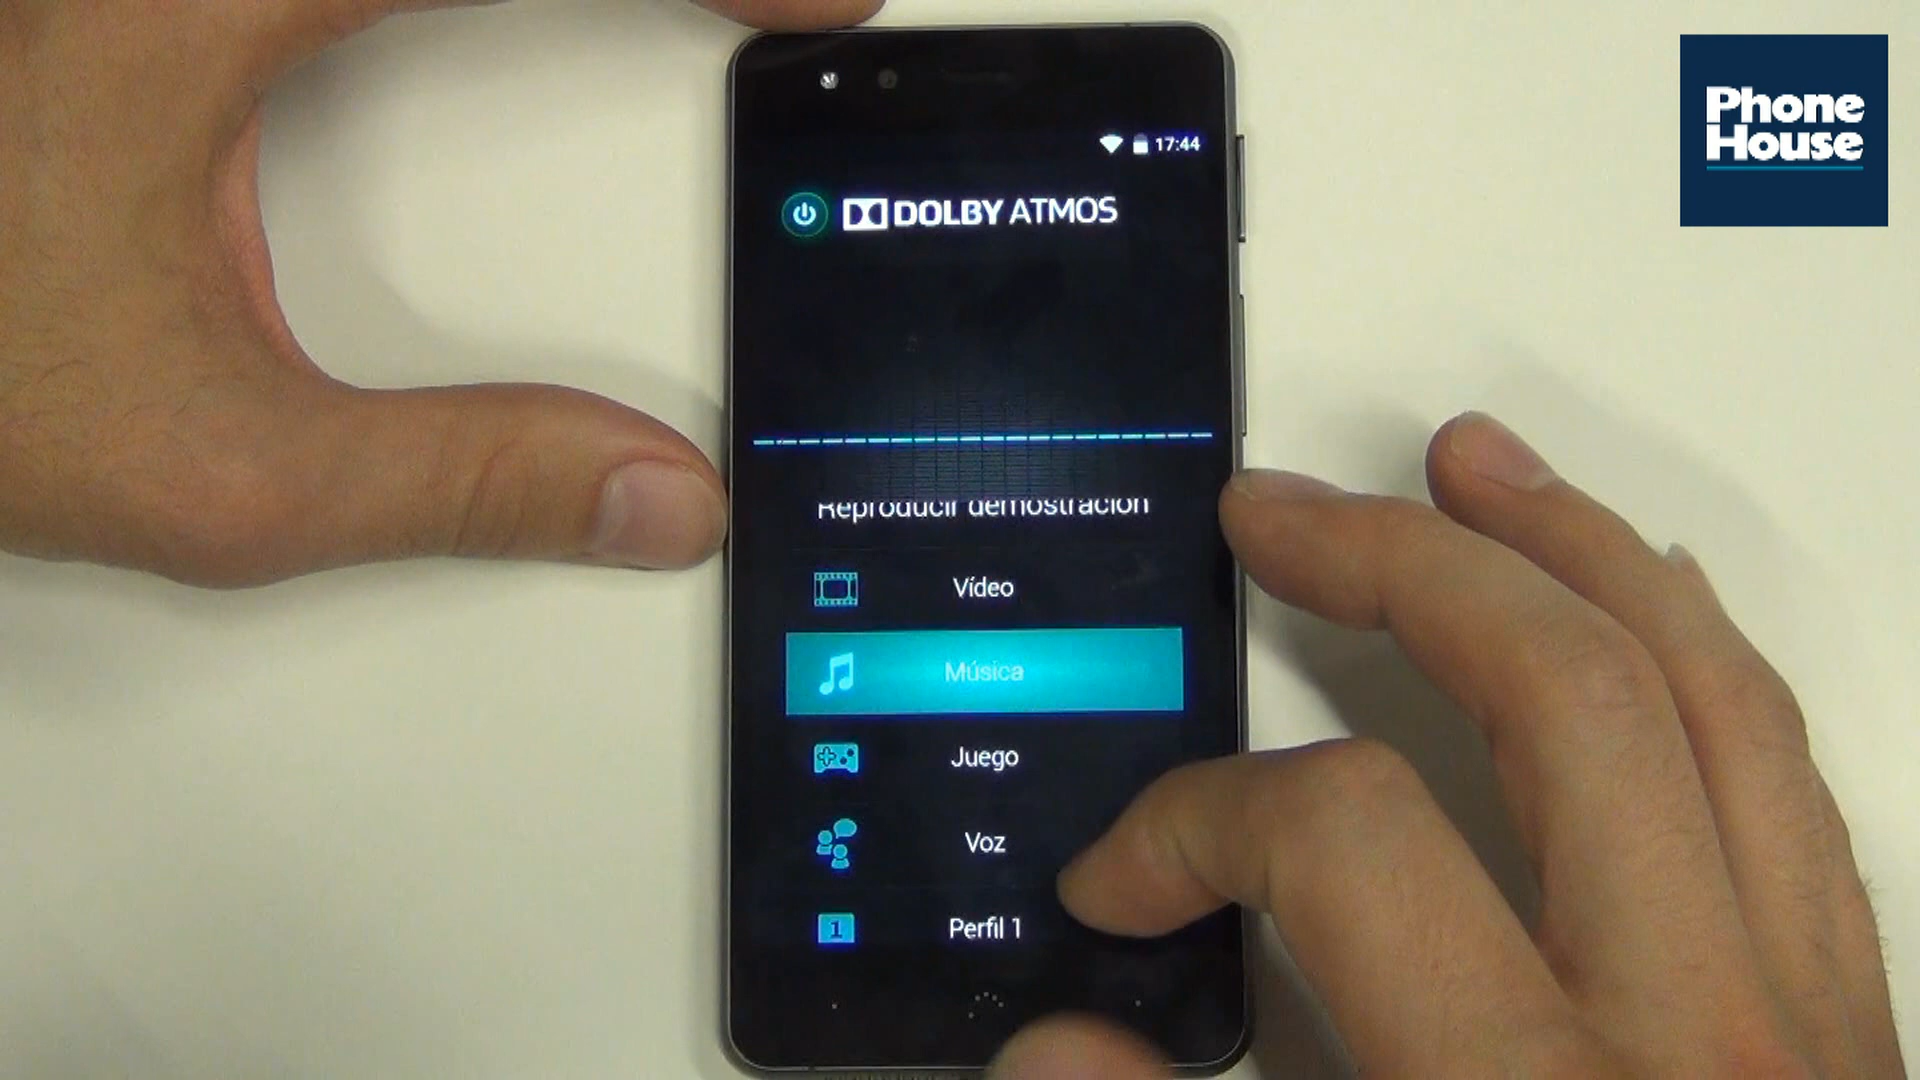 Phone
House
17:44
DOLBY ATMOS
Reproducir demostración
Vídeo
Música
Juego
Voz
1 Perfil 1